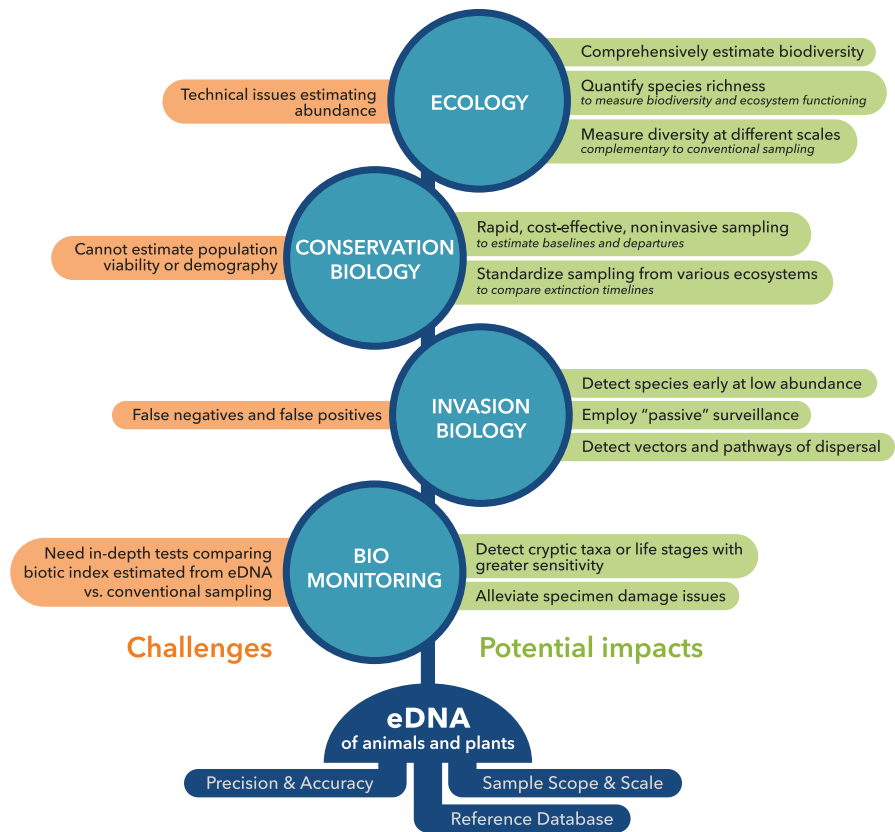 ECOLOGY
Technical issues estimating
abundance
Comprehensively estimate biodiversity
Quantify species richness
to measure biodiversity and ecosystem functioning
Measure diversity at different scales
complementary to conventional sampling
CONSERVATION
BIOLOGY
Cannot estimate population
viability or demography
Rapid, cost-effective, noninvasive sampling
to estimate baselines and departures
Standardize sampling from various ecosystems
to compare extinction timelines
INVASION
BIOLOGY
False negatives and false positives
Detect species early at low abundance
Employ “passive” surveillance
Detect vectors and pathways of dispersal
BIO
MONITORING
Need in-depth tests comparing
biotic index estimated from eDNA
vs. conventional sampling
Detect cryptic taxa or life stages with
greater sensitivity
Alleviate specimen damage issues
Challenges
Potential impacts
eDNA
of animals and plants
Precision & Accuracy
Sample Scope & Scale
Reference Database